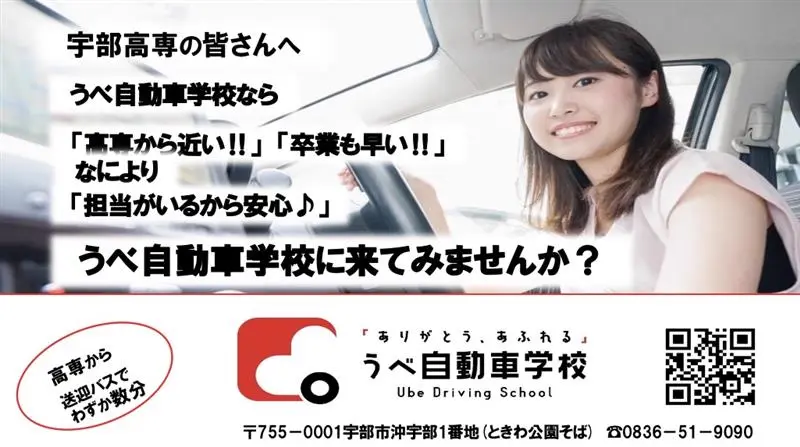 宇部高専の皆さんへ
うべ自動車学校なら
「高専から近い!!」「卒業も早い!!」
なにより
「担当がいるから安心♪」
うべ自動車学校に来てみませんか？
高専から
送迎バスで
わずか数分
『ありがとう、あふれる』
うべ自動車学校
Ube Driving School
〒755－0001宇部市沖宇部1番地(ときわ公園そば) ☎0836－51－9090